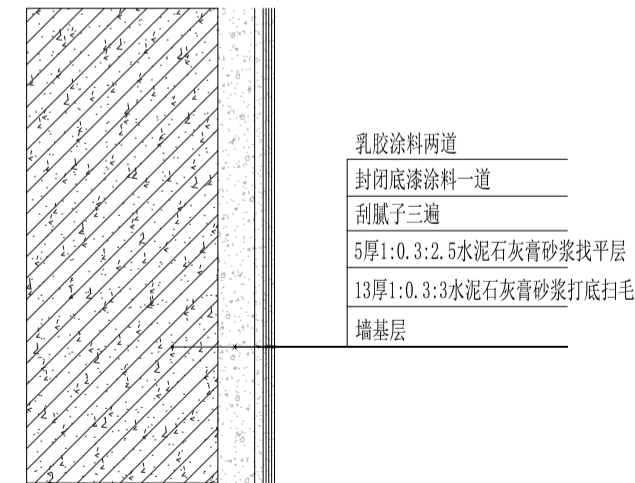 乳胶涂料两道
封闭底漆涂料一道
刮腻子三遍
5厚1:0.3:2.5水泥石灰膏砂浆找平层
13厚1:0.3:3水泥石灰膏砂浆打底扫毛
墙基层